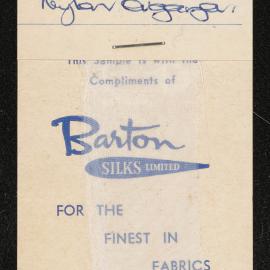 Nylon Organza.
This Sample is with the
Compliments of
Barton
SILKS LIMITED
FOR THE
FINEST IN
FABRICS